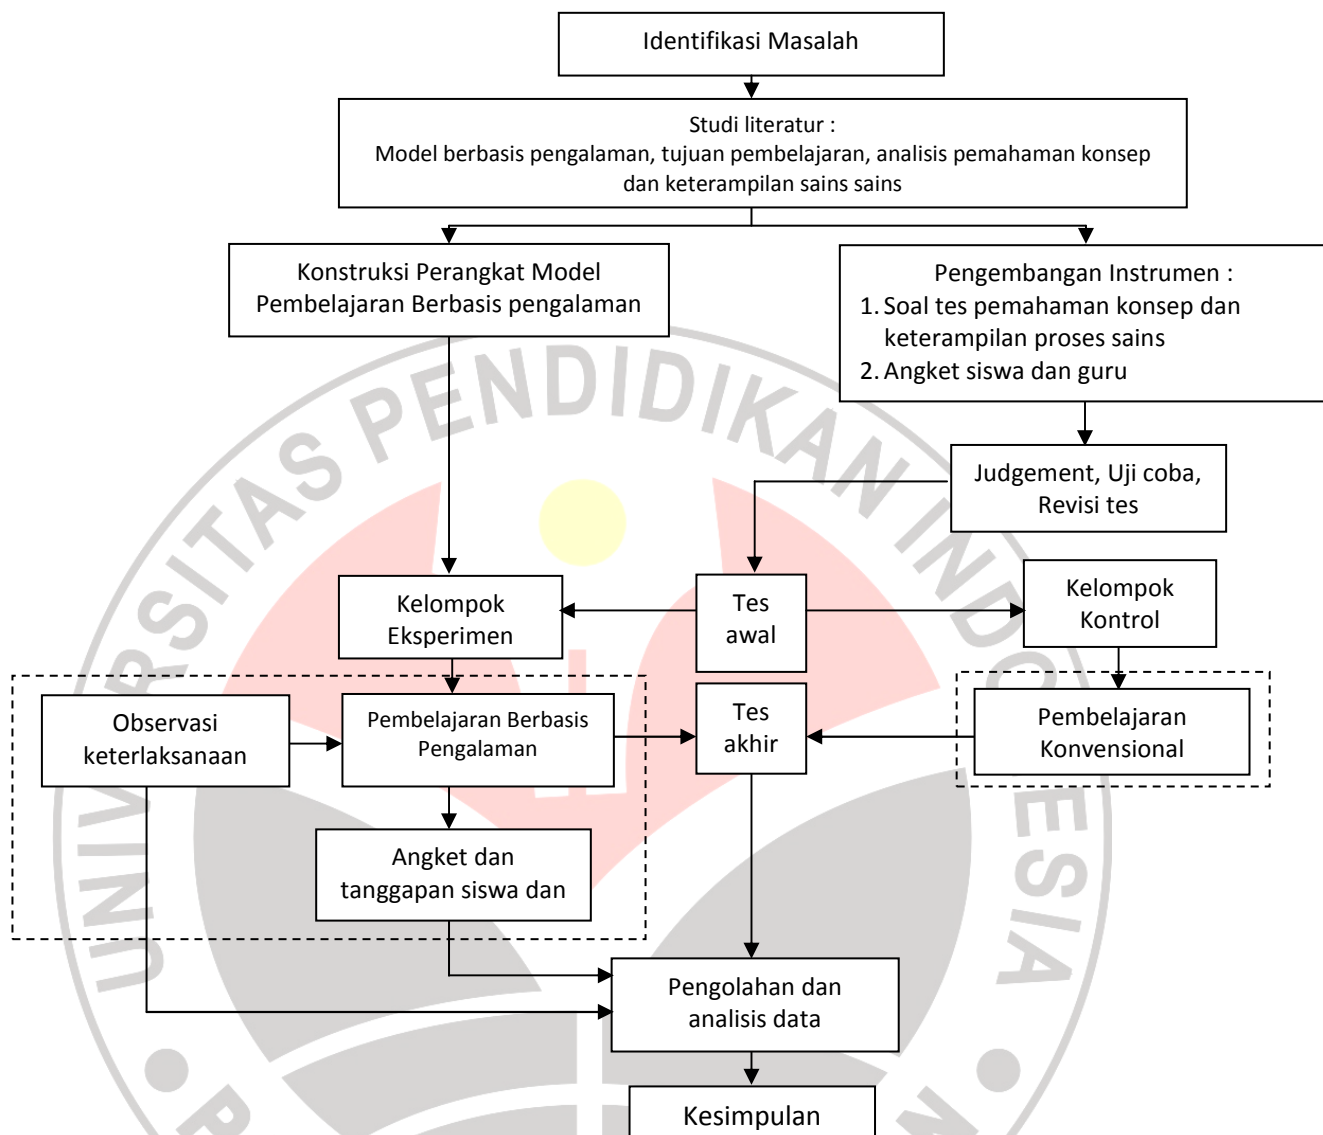 Identifikasi Masalah
Studi literatur :
Model berbasis pengalaman, tujuan pembelajaran, analisis pemahaman konsep
dan keterampilan sains sains
Konstruksi Perangkat Model
Pembelajaran Berbasis pengalaman
Pengembangan Instrumen :
1. Soal tes pemahaman konsep dan
keterampilan proses sains
2. Angket siswa dan guru
Judgement, Uji coba,
Revisi tes
Kelompok
Eksperimen
Tes
awal
Kelompok
Kontrol
Observasi
keterlaksanaan
Pembelajaran Berbasis
Pengalaman
Tes
akhir
Pembelajaran
Konvensional
Angket dan
tanggapan siswa dan
Pengolahan dan
analisis data
Kesimpulan
UNIVERSITAS PENDIDIKAN INDONESIA